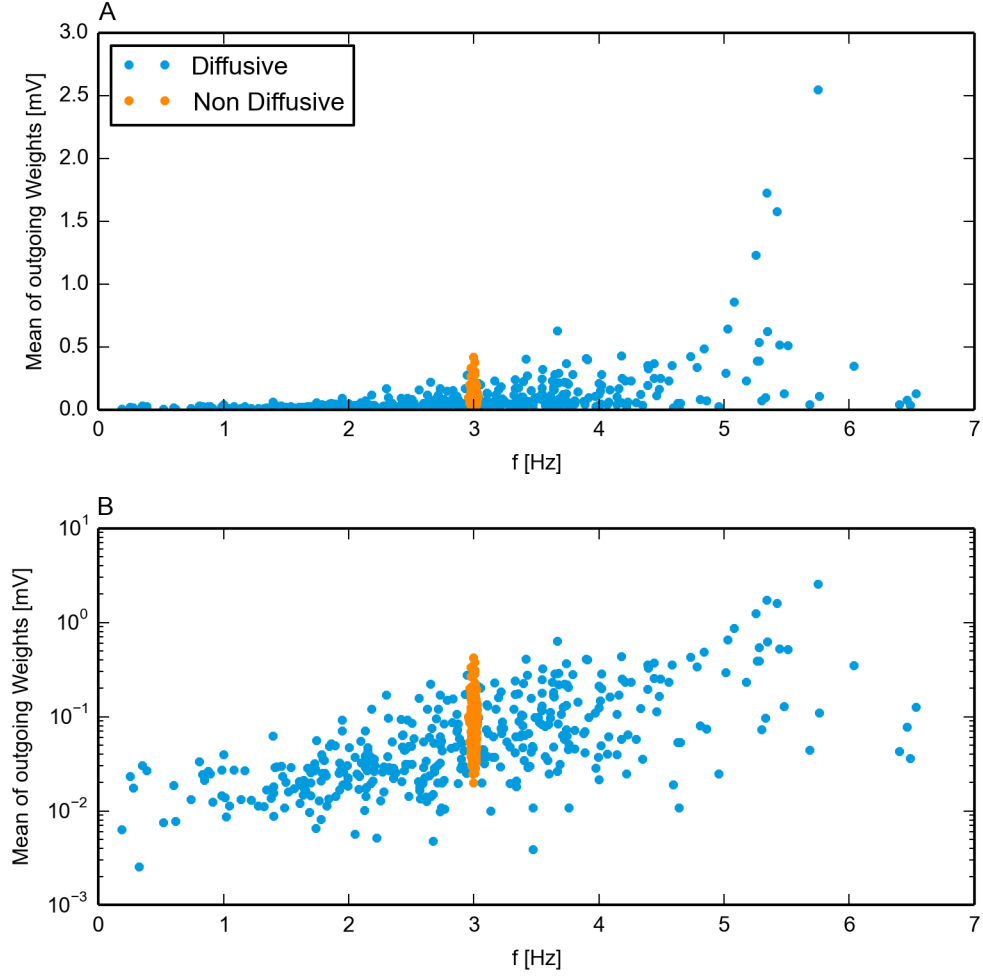 A
3.0
2.5
2.0
1.5
1.0
0.5
0.0
Mean of outgoing Weights [mV]
Diffusive
Non Diffusive
0 1 2 3 4 5 6 7
f [Hz]
B
10¹
10⁰
10⁻¹
10⁻²
10⁻³
Mean of outgoing Weights [mV]
0 1 2 3 4 5 6 7
f [Hz]